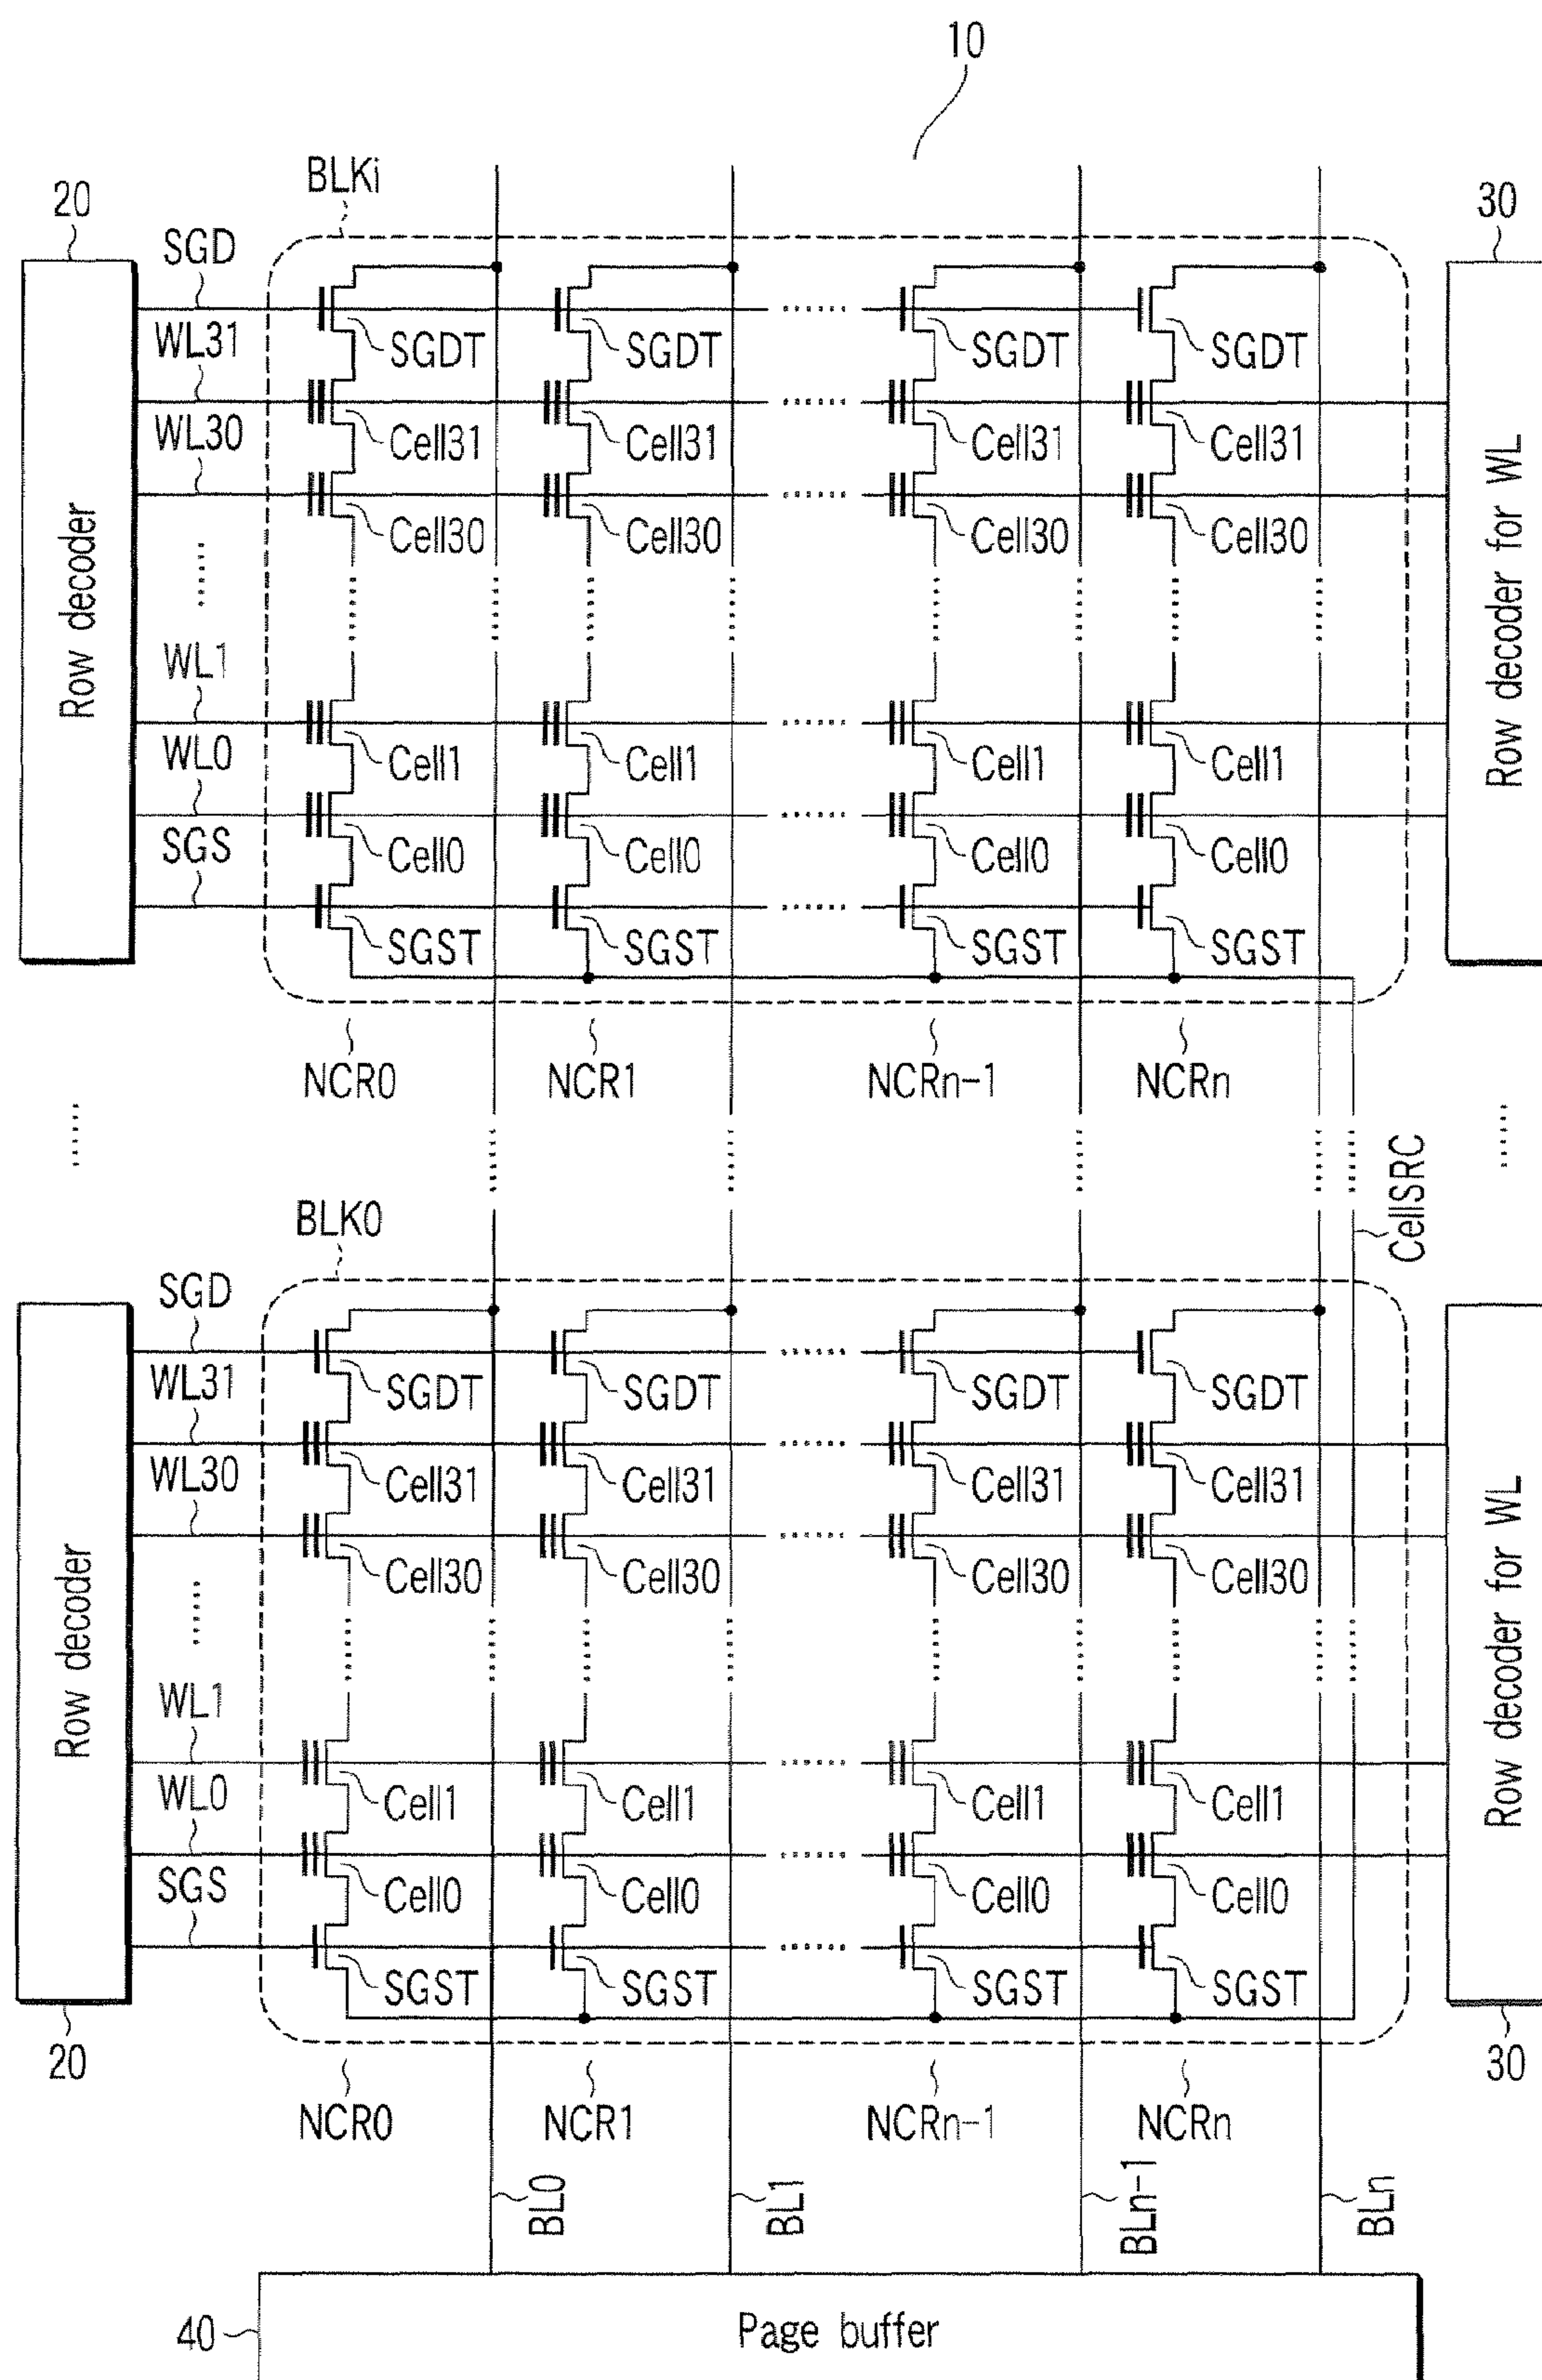 10
BLKi
20
30
SGD
SGDT SGDT SGDT SGDT
WL31
Cell31 Cell31 Cell31 Cell31
WL30
Cell30 Cell30 Cell30 Cell30
Row decoder
Row decoder for WL
WL1
Cell1 Cell1 Cell1 Cell1
WL0
Cell0 Cell0 Cell0 Cell0
SGS
SGST SGST SGST SGST
NCR0 NCR1 NCRn-1 NCRn
CellSRC
BLK0
SGD
SGDT SGDT SGDT SGDT
WL31
Cell31 Cell31 Cell31 Cell31
WL30
Cell30 Cell30 Cell30 Cell30
Row decoder
Row decoder for WL
WL1
Cell1 Cell1 Cell1 Cell1
WL0
Cell0 Cell0 Cell0 Cell0
SGS
SGST SGST SGST SGST
20
30
NCR0 NCR1 NCRn-1 NCRn
BL0 BL1 BLn-1 BLn
40
Page buffer